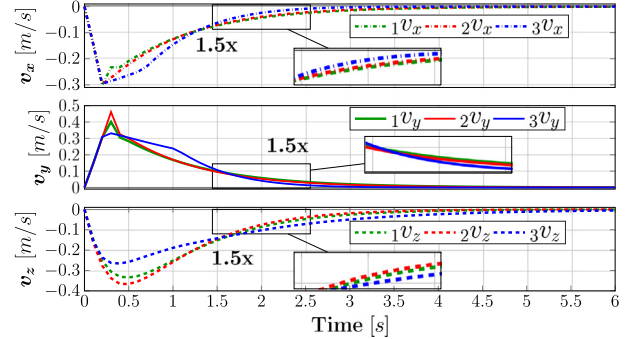 0
−0.1
−0.2
−0.3
v_x [m/s]
1v_x 2v_x 3v_x
1.5x
0.5
0.4
0.3
0.2
0.1
0
v_y [m/s]
1v_y 2v_y 3v_y
1.5x
0
−0.1
−0.2
−0.3
−0.4
v_z [m/s]
1v_z 2v_z 3v_z
1.5x
0 0.5 1 1.5 2 2.5 3 3.5 4 4.5 5 5.5 6
Time [s]